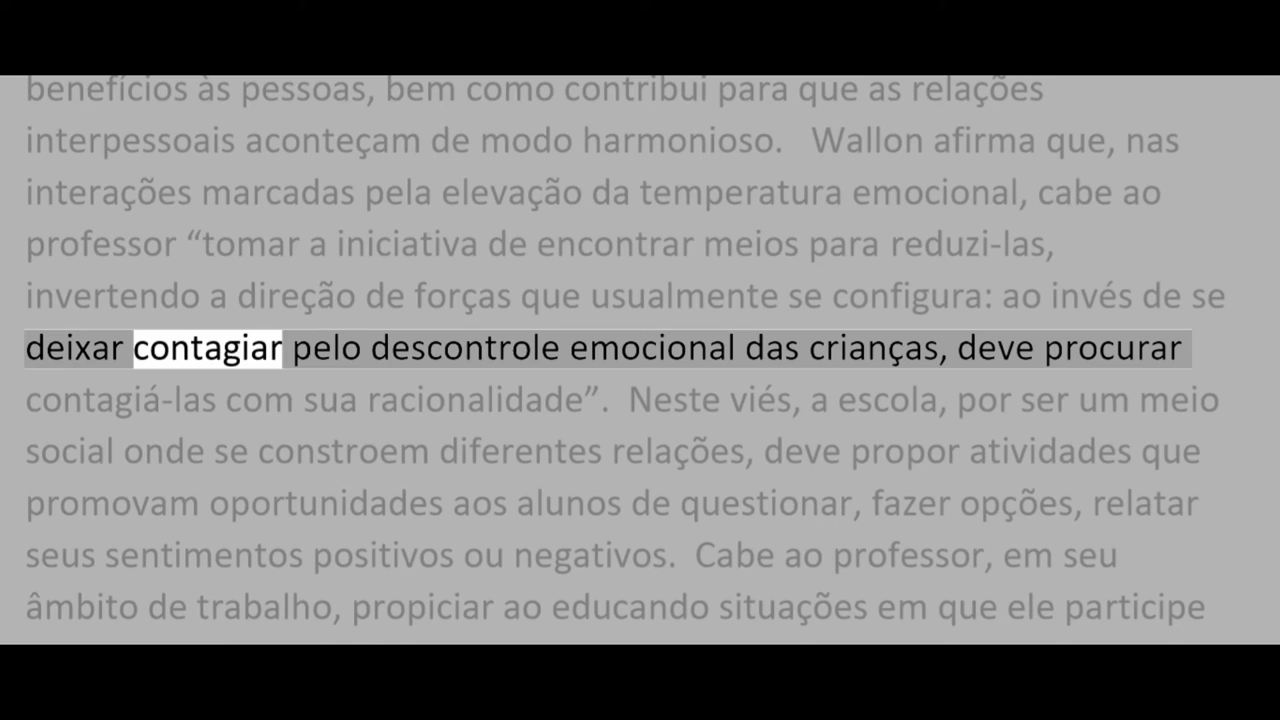 benefícios às pessoas, bem como contribui para que as relações
interpessoais aconteçam de modo harmonioso.   Wallon afirma que, nas
interações marcadas pela elevação da temperatura emocional, cabe ao
professor “tomar a iniciativa de encontrar meios para reduzi-las,
invertendo a direção de forças que usualmente se configura: ao invés de se
deixar contagiar pelo descontrole emocional das crianças, deve procurar
contagiá-las com sua racionalidade”.  Neste viés, a escola, por ser um meio
social onde se constroem diferentes relações, deve propor atividades que
promovam oportunidades aos alunos de questionar, fazer opções, relatar
seus sentimentos positivos ou negativos.  Cabe ao professor, em seu
âmbito de trabalho, propiciar ao educando situações em que ele participe